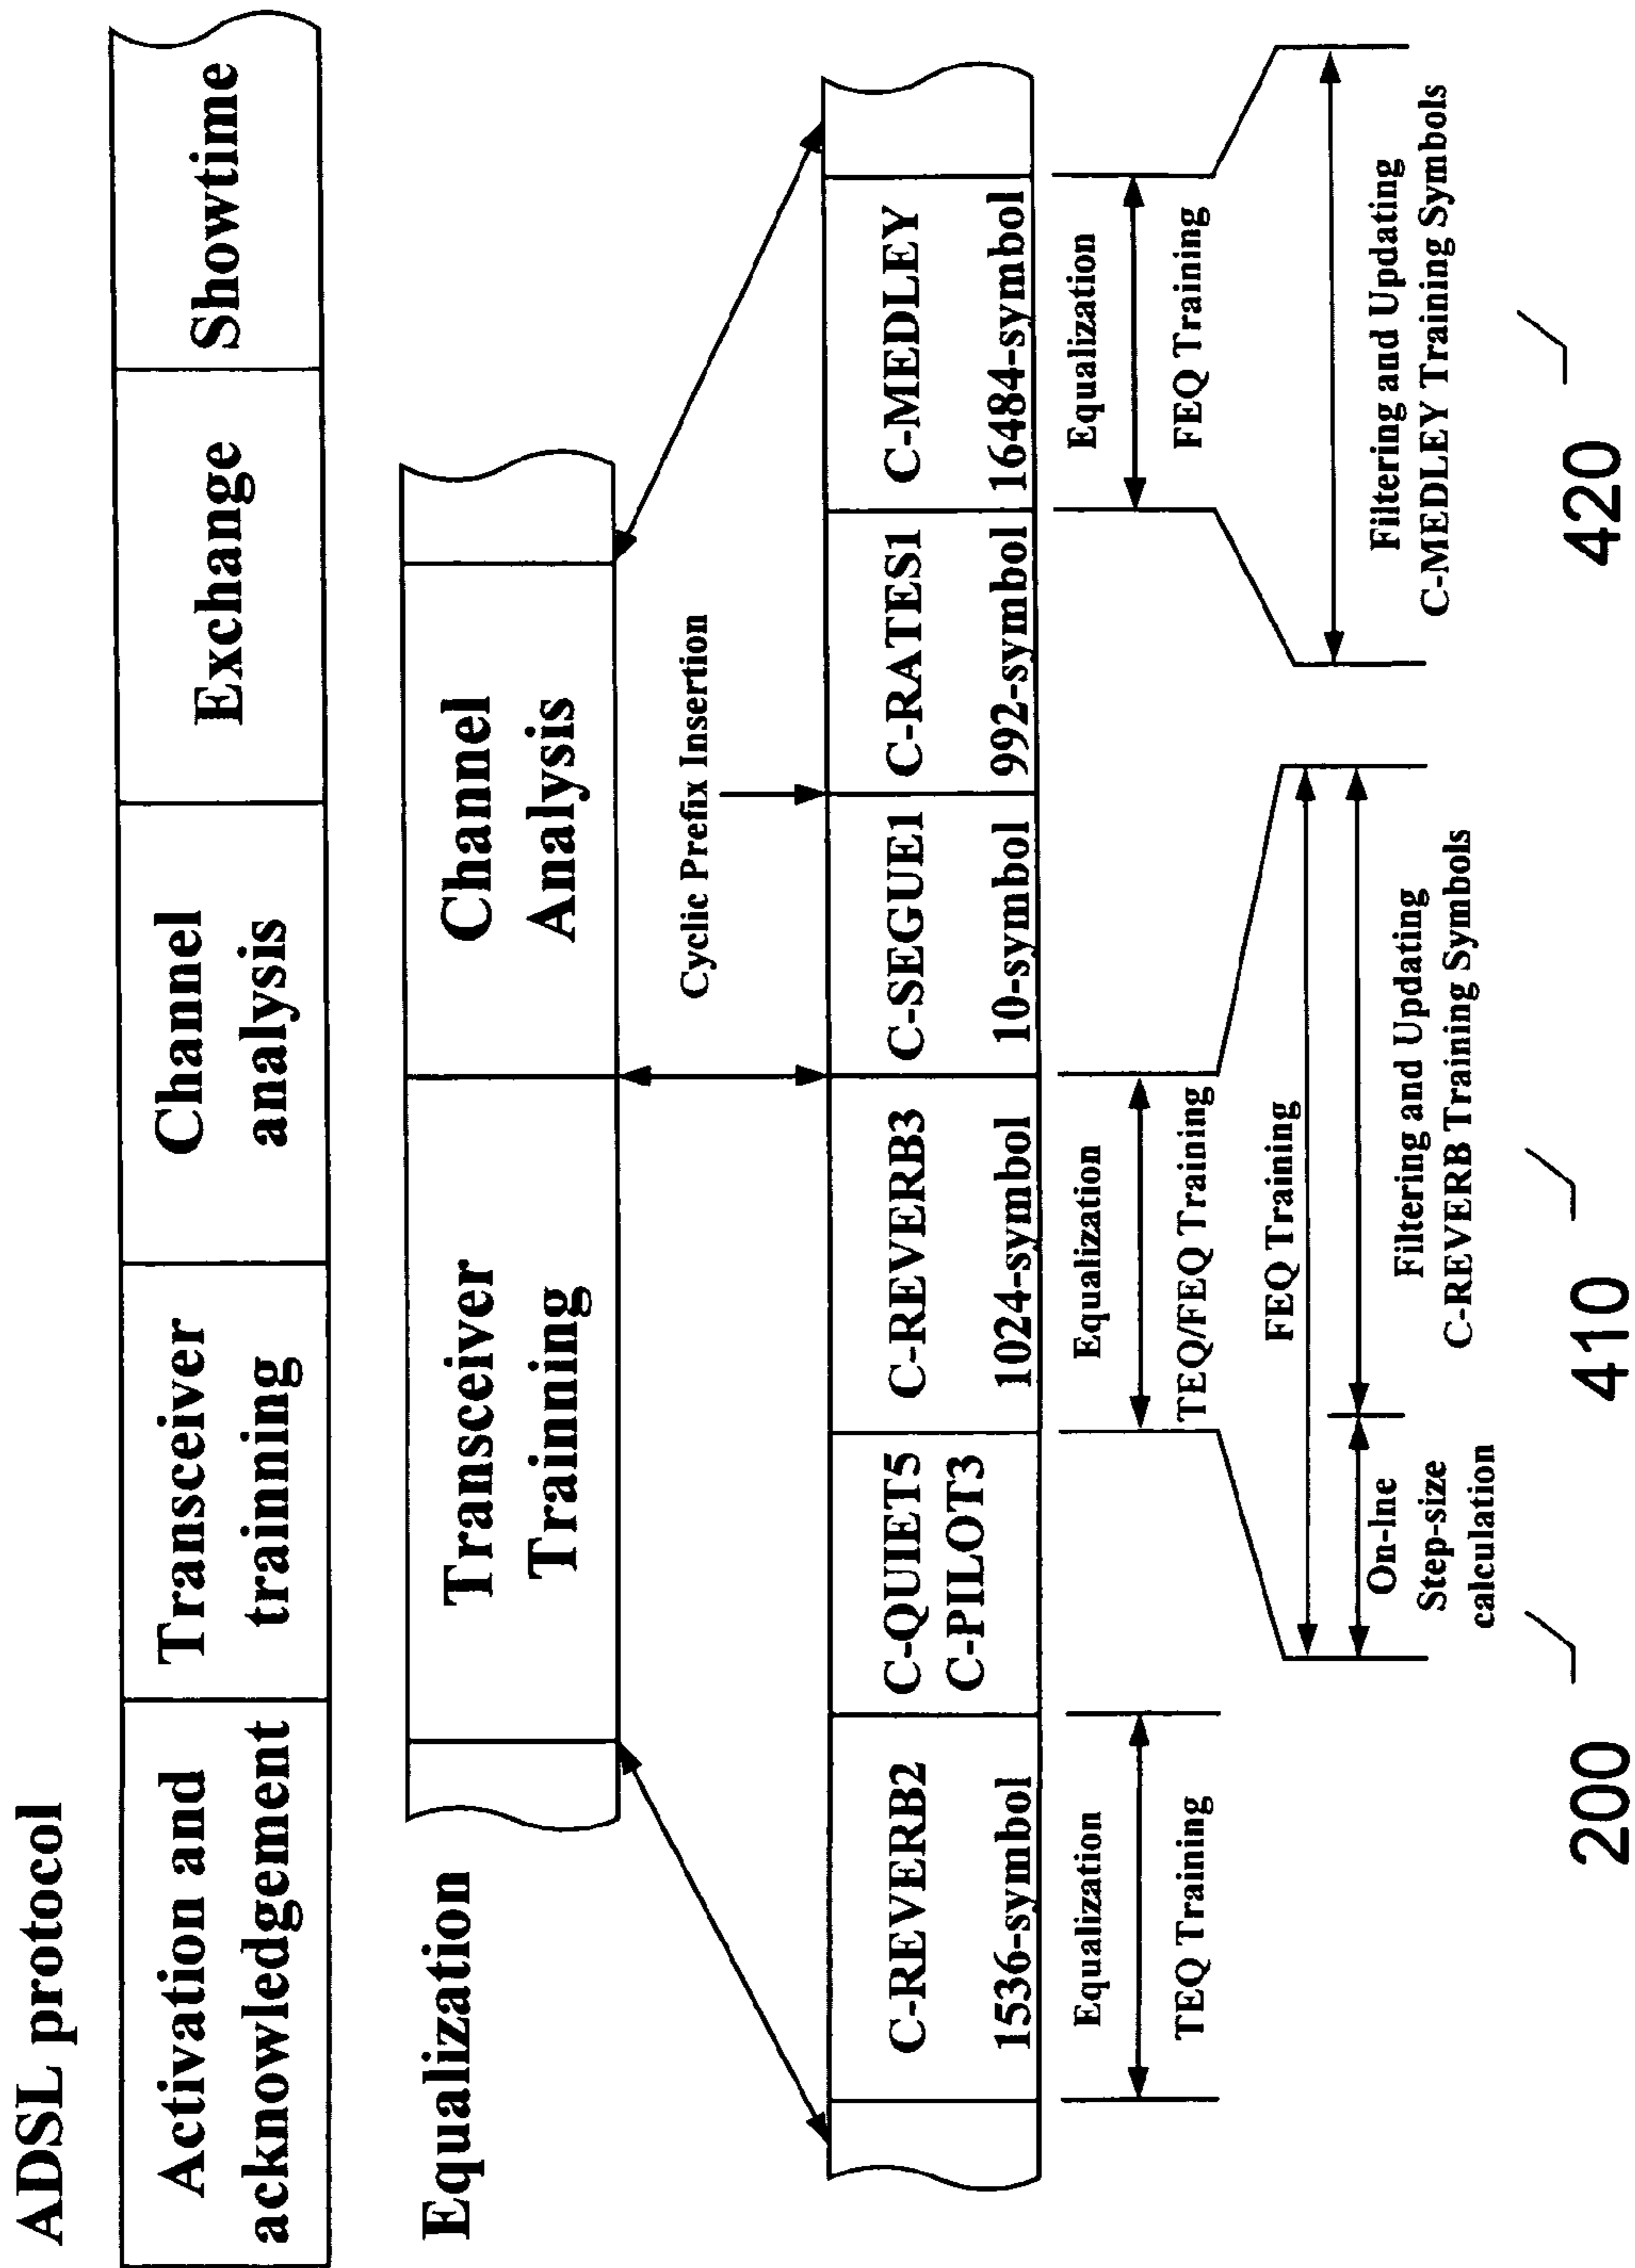 ADSL protocol
Activation and
acknowledgement
Transceiver
trainning
Channel
analysis
Exchange
Showtime
Equalization
Transceiver
Trainning
Channel
Analysis
Cyclic Prefix Insertion
C-REVERB2
1536-symbol
C-QUIET5
C-PILOT3
C-REVERB3
1024-symbol
C-SEGUE1
10-symbol
C-RATES1
992-symbol
C-MEDLEY
16484-symbol
Equalization
TEQ Training
Equalization
TEQ/FEQ Training
Equalization
FEQ Training
FEQ Training
On-lne
Step-size
calculation
Filtering and Updating
C-REVERB Training Symbols
Filtering and Updating
C-MEDLEY Training Symbols
200
410
420